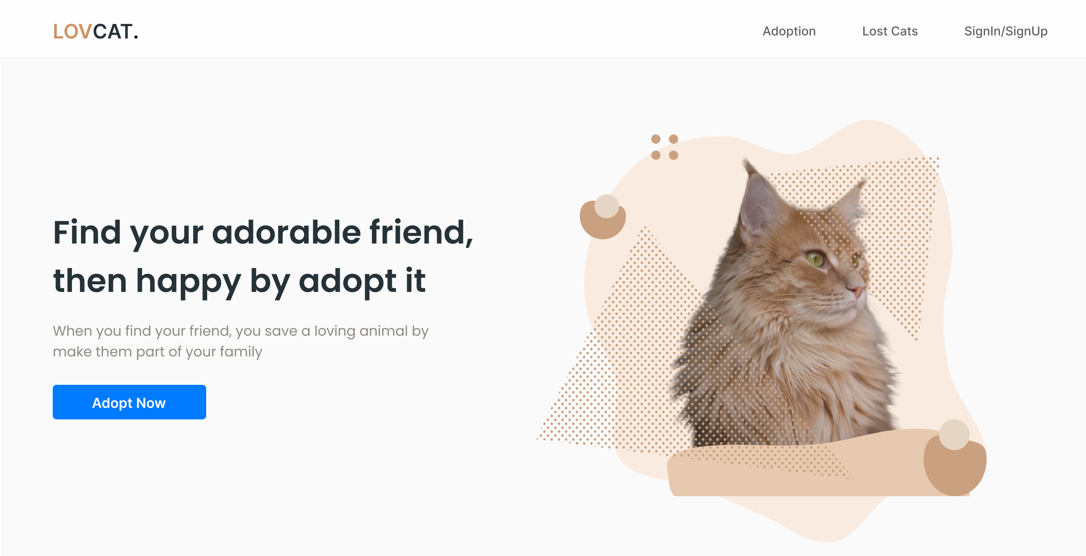 LOVCAT.
Adoption
Lost Cats
SignIn/SignUp
Find your adorable friend,
then happy by adopt it
When you find your friend, you save a loving animal by
make them part of your family
Adopt Now